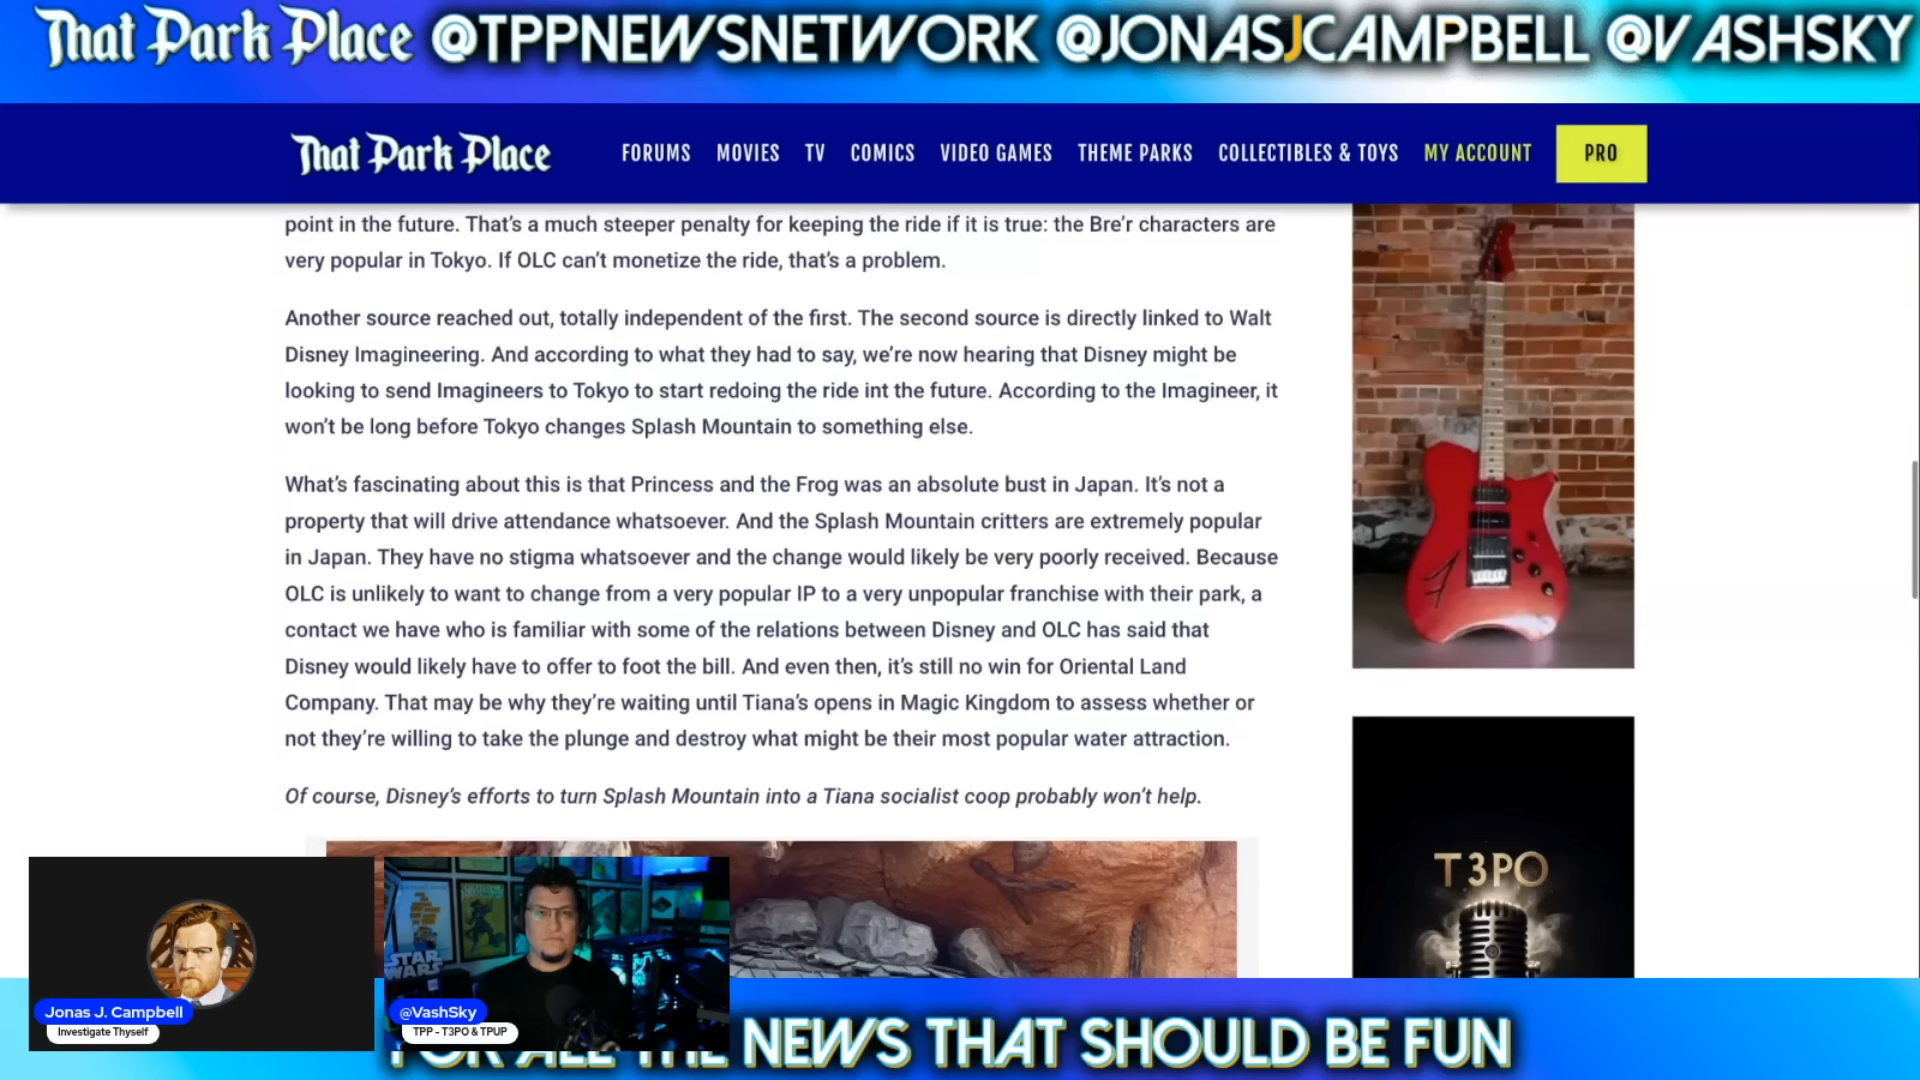 That Park Place @TPPNEWSNETWORK @JONASJCAMPBELL @VASHSKY
That Park Place FORUMS MOVIES TV COMICS VIDEO GAMES THEME PARKS COLLECTIBLES & TOYS MY ACCOUNT PRO
point in the future. That's a much steeper penalty for keeping the ride if it is true: the Bre'r characters are
very popular in Tokyo. If OLC can't monetize the ride, that's a problem.
Another source reached out, totally independent of the first. The second source is directly linked to Walt
Disney Imagineering. And according to what they had to say, we're now hearing that Disney might be
looking to send Imagineers to Tokyo to start redoing the ride int the future. According to the Imagineer, it
won't be long before Tokyo changes Splash Mountain to something else.
What's fascinating about this is that Princess and the Frog was an absolute bust in Japan. It's not a
property that will drive attendance whatsoever. And the Splash Mountain critters are extremely popular
in Japan. They have no stigma whatsoever and the change would likely be very poorly received. Because
OLC is unlikely to want to change from a very popular IP to a very unpopular franchise with their park, a
contact we have who is familiar with some of the relations between Disney and OLC has said that
Disney would likely have to offer to foot the bill. And even then, it's still no win for Oriental Land
Company. That may be why they're waiting until Tiana's opens in Magic Kingdom to assess whether or
not they're willing to take the plunge and destroy what might be their most popular water attraction.
Of course, Disney's efforts to turn Splash Mountain into a Tiana socialist coop probably won't help.
T3PO
STAR
WARS
Jonas J. Campbell
Investigate Thyself
@VashSky
TPP - T3PO & TPUP
FOR ALL THE NEWS THAT SHOULD BE FUN